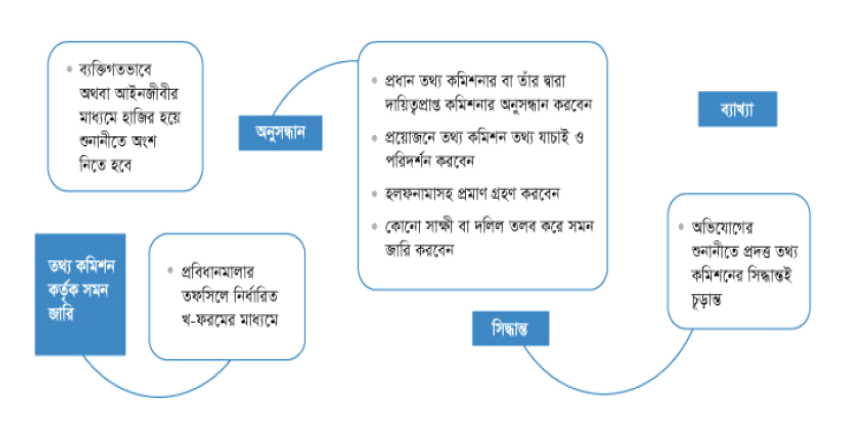 • ব্যক্তিগতভাবে
অথবা আইনজীবীর
মাধ্যমে হাজির হয়ে
শুনানীতে অংশ
নিতে হবে
অনুসন্ধান
• প্রধান তথ্য কমিশনার বা তাঁর দ্বারা
দায়িত্বপ্রাপ্ত কমিশনার অনুসন্ধান করবেন
• প্রয়োজনে তথ্য কমিশন তথ্য যাচাই ও
পরিদর্শন করবেন
• হলফনামাসহ প্রমাণ গ্রহণ করবেন
• কোনো সাক্ষী বা দলিল তলব করে সমন
জারি করবেন
ব্যাখ্যা
তথ্য কমিশন
কর্তৃক সমন
জারি
• প্রবিধানমালার
তফসিলে নির্ধারিত
খ-ফরমের মাধ্যমে
সিদ্ধান্ত
• অভিযোগের
শুনানীতে প্রদত্ত তথ্য
কমিশনের সিদ্ধান্তই
চূড়ান্ত